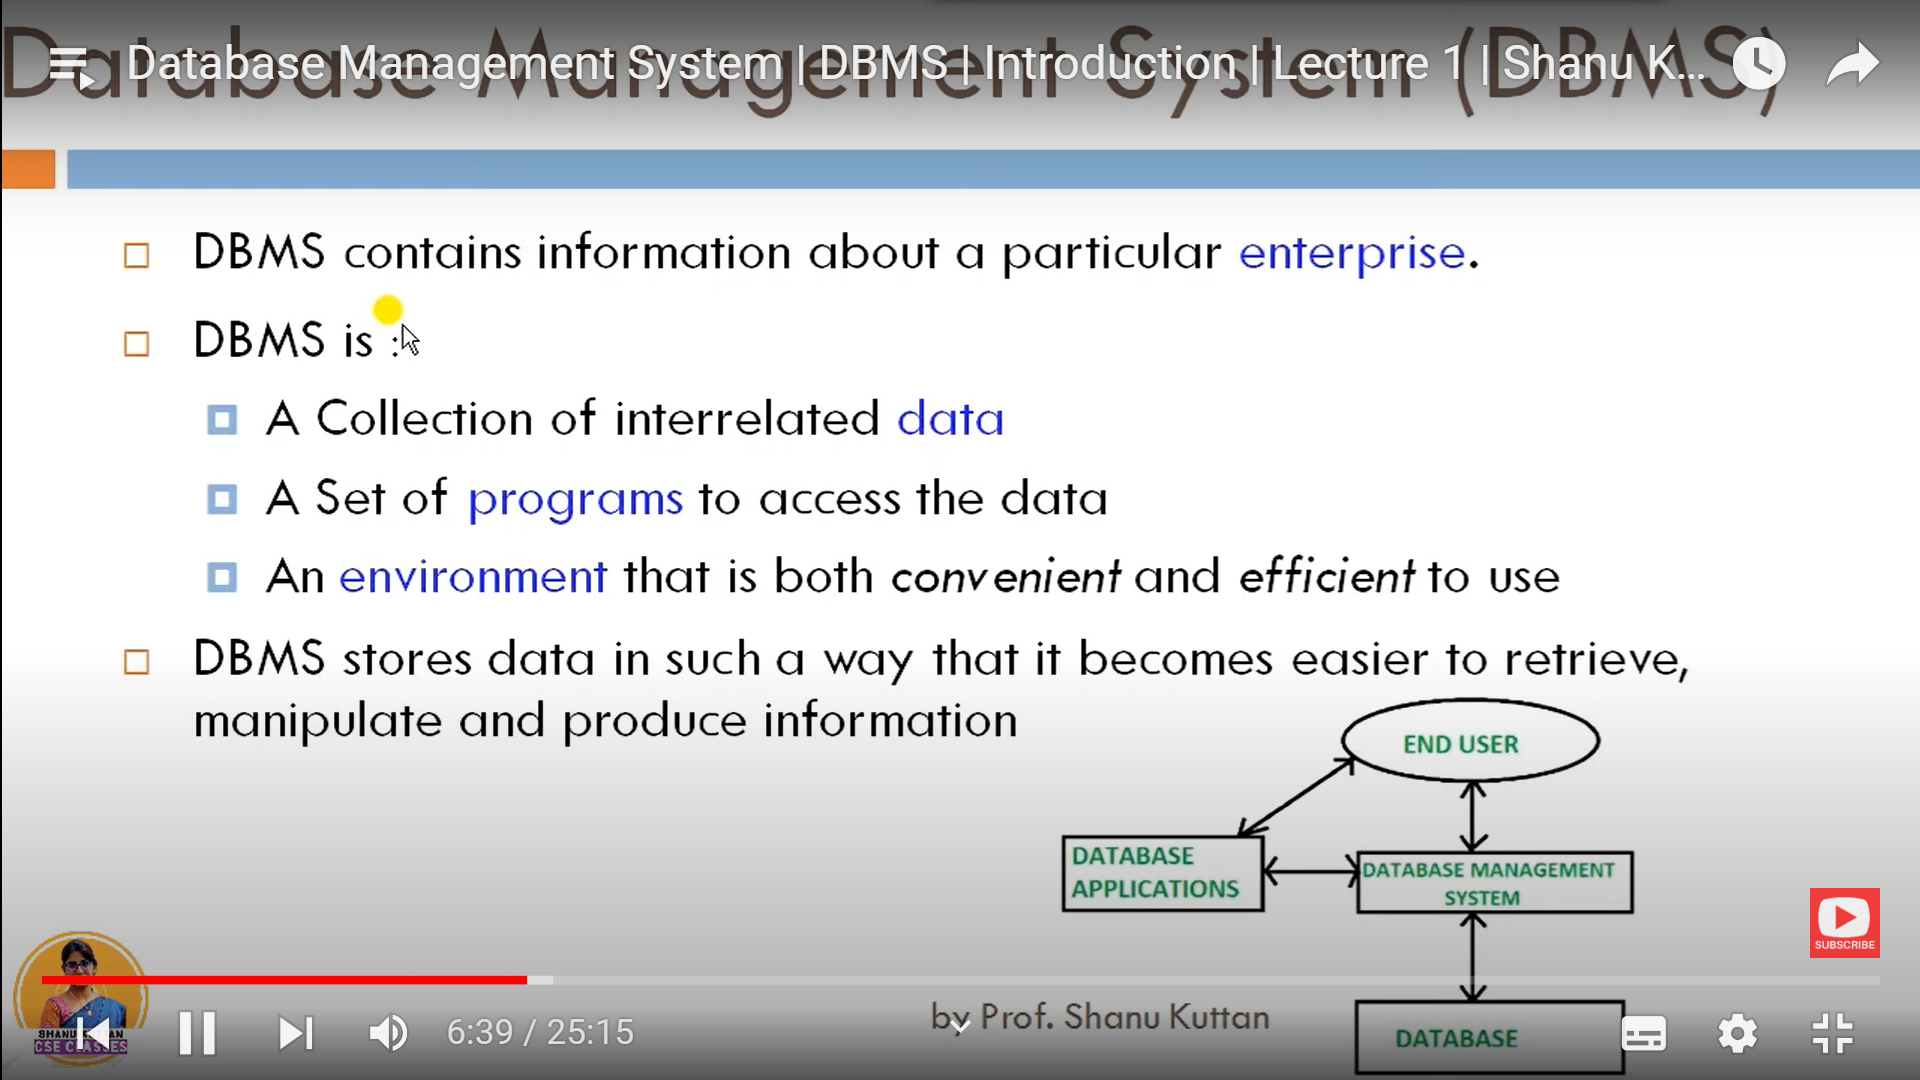 Database Management System (DBMS)
Database Management System | DBMS | Introduction | Lecture 1 | Shanu K...
DBMS contains information about a particular enterprise.
DBMS is :
A Collection of interrelated data
A Set of programs to access the data
An environment that is both convenient and efficient to use
DBMS stores data in such a way that it becomes easier to retrieve,
manipulate and produce information
END USER
DATABASE
APPLICATIONS
DATABASE MANAGEMENT
SYSTEM
SUBSCRIBE
DATABASE
by Prof. Shanu Kuttan
CSE CLASSES
6:39 / 25:15